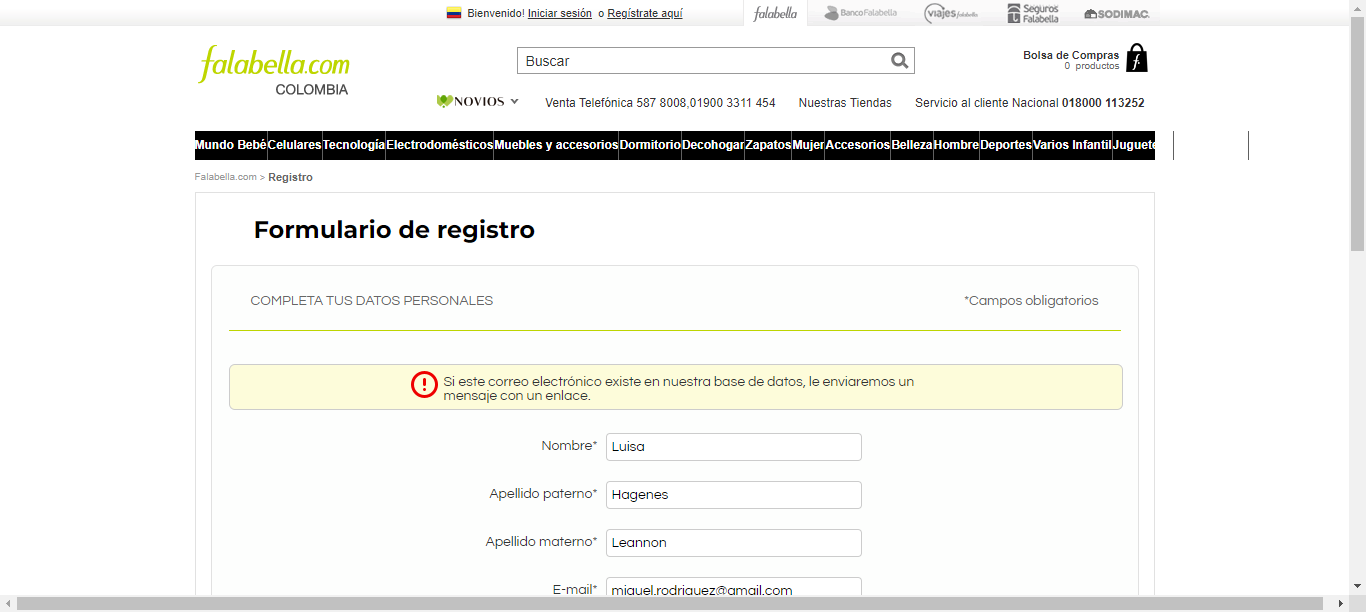 Bienvenido! Iniciar sesión o Regístrate aquí
falabella
BancoFalabella
viajes falabella
Seguros Falabella
SODIMAC
falabella.com
COLOMBIA
Buscar
Bolsa de Compras
0 productos
NOVIOS
Venta Telefónica 587 8008,01900 3311 454
Nuestras Tiendas
Servicio al cliente Nacional 018000 113252
Mundo Bebé Celulares Tecnología Electrodomésticos Muebles y accesorios Dormitorio Decohogar Zapatos Mujer Accesorios Belleza Hombre Deportes Varios Infantil Juguete
Falabella.com > Registro
Formulario de registro
COMPLETA TUS DATOS PERSONALES
*Campos obligatorios
Si este correo electrónico existe en nuestra base de datos, le enviaremos un
mensaje con un enlace.
Nombre* Luisa
Apellido paterno* Hagenes
Apellido materno* Leannon
E-mail* miguel.rodriguez@gmail.com